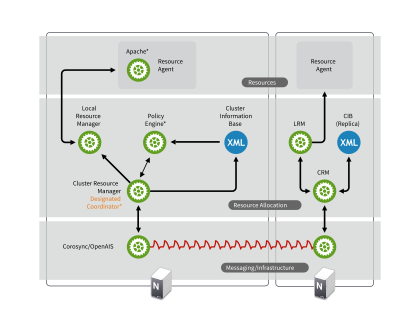 Apache*
Resource
Agent
Resource
Agent
Resources
Local
Resource
Manager
Policy
Engine*
Cluster
Information
Base
LRM
CIB
(Replica)
XML
XML
CRM
Cluster Resource
Manager
Designated
Coordinator*
Resource Allocation
Corosync/OpenAIS
Messaging/Infrastructure
N
N